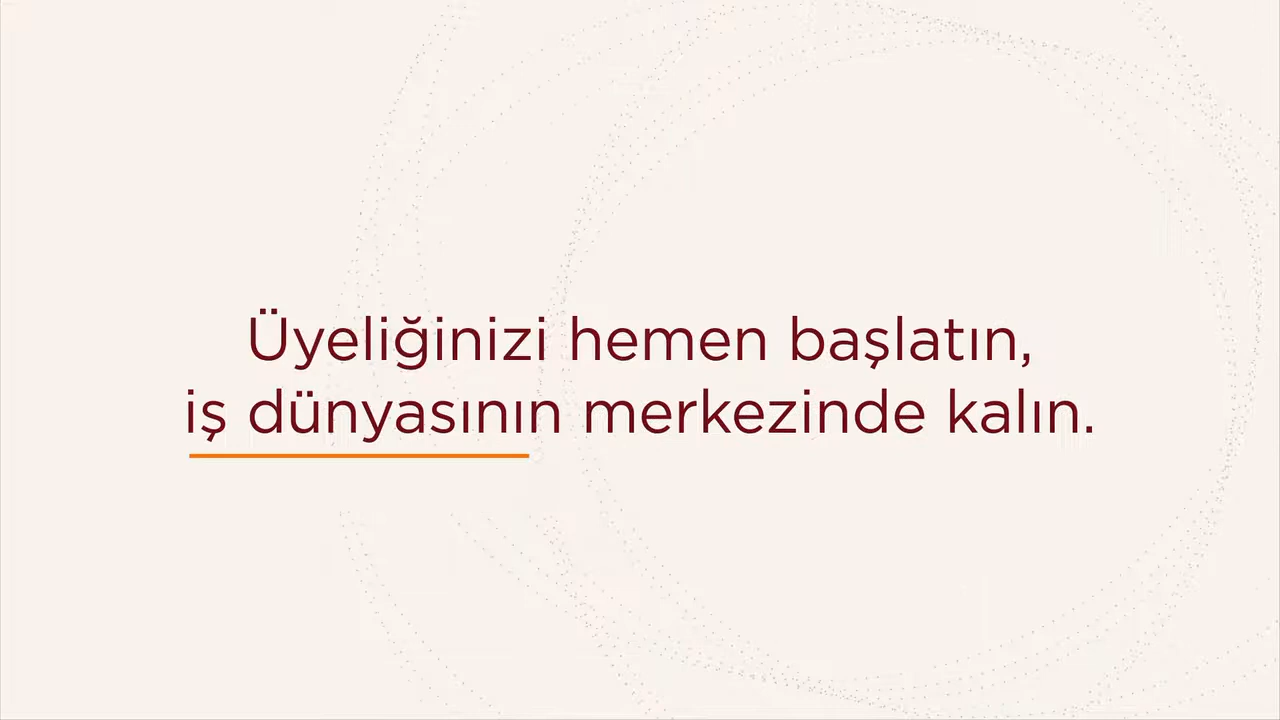 Üyeliğinizi hemen başlatın,
iş dünyasının merkezinde kalın.